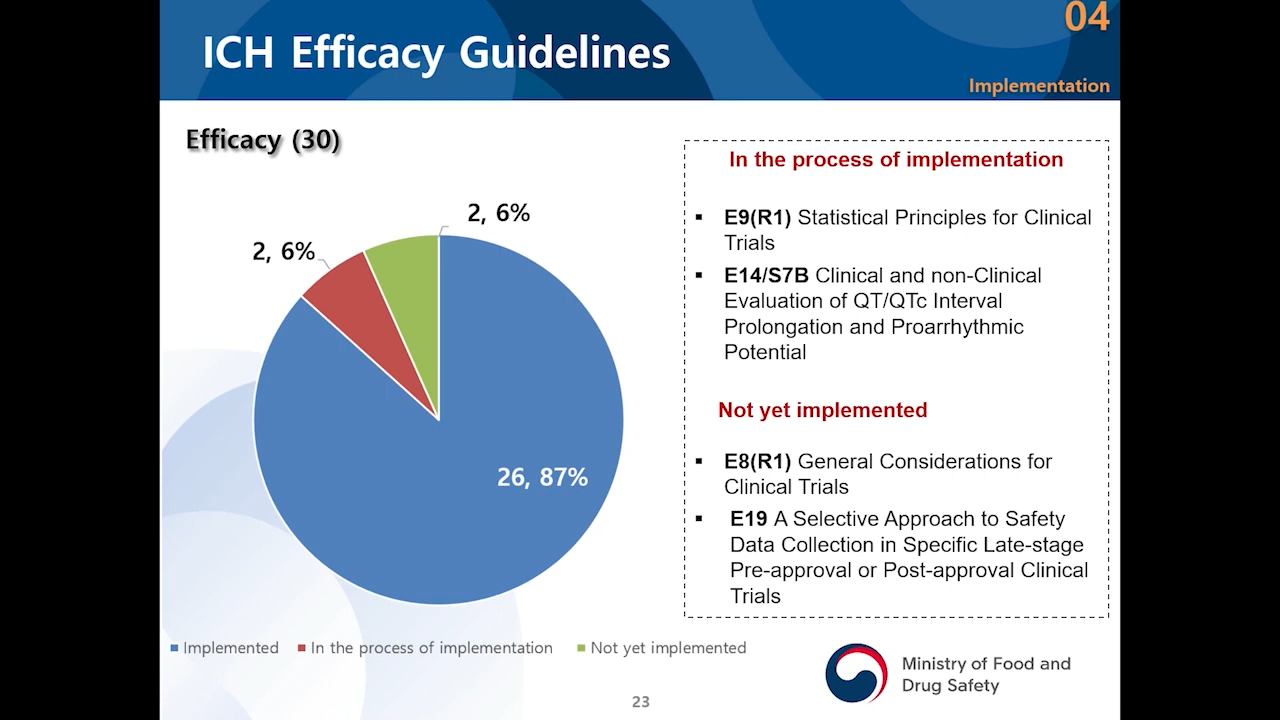 04
ICH Efficacy Guidelines
Implementation
Efficacy (30)
2, 6%
2, 6%
26, 87%
Implemented
In the process of implementation
Not yet implemented
In the process of implementation
▪ E9(R1) Statistical Principles for Clinical
Trials
▪ E14/S7B Clinical and non-Clinical
Evaluation of QT/QTc Interval
Prolongation and Proarrhythmic
Potential
Not yet implemented
▪ E8(R1) General Considerations for
Clinical Trials
▪ E19 A Selective Approach to Safety
Data Collection in Specific Late-stage
Pre-approval or Post-approval Clinical
Trials
Ministry of Food and
Drug Safety
23